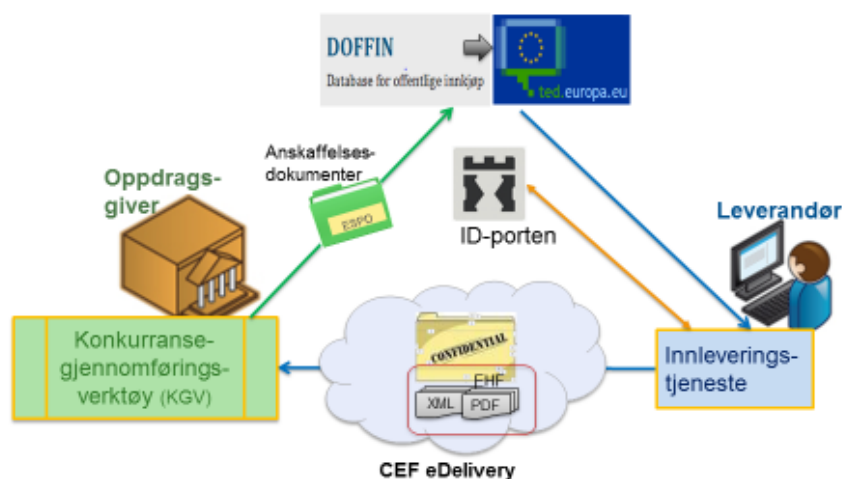 DOFFIN
Database for offentlige innkjøp
ted.europa.eu
Anskaffelses-
dokumenter
ESPD
Oppdrags-
giver
ID-porten
Leverandør
Konkurranse-
gjennomførings-
verktøy (KGV)
CONFIDENTIAL
EHF
XML
PDF
Innleverings-
tjeneste
CEF eDelivery